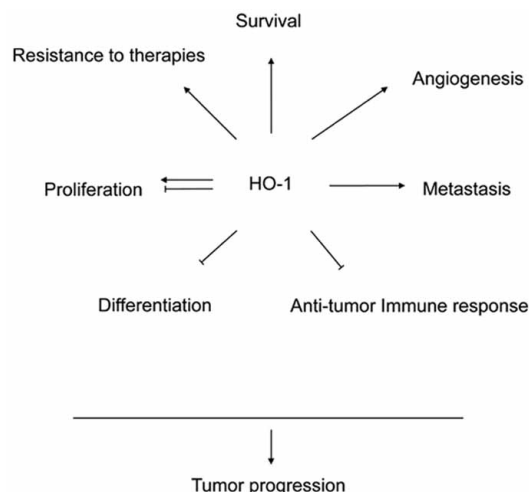 Survival
Resistance to therapies
Angiogenesis
Proliferation
HO-1
Metastasis
Differentiation
Anti-tumor Immune response
Tumor progression